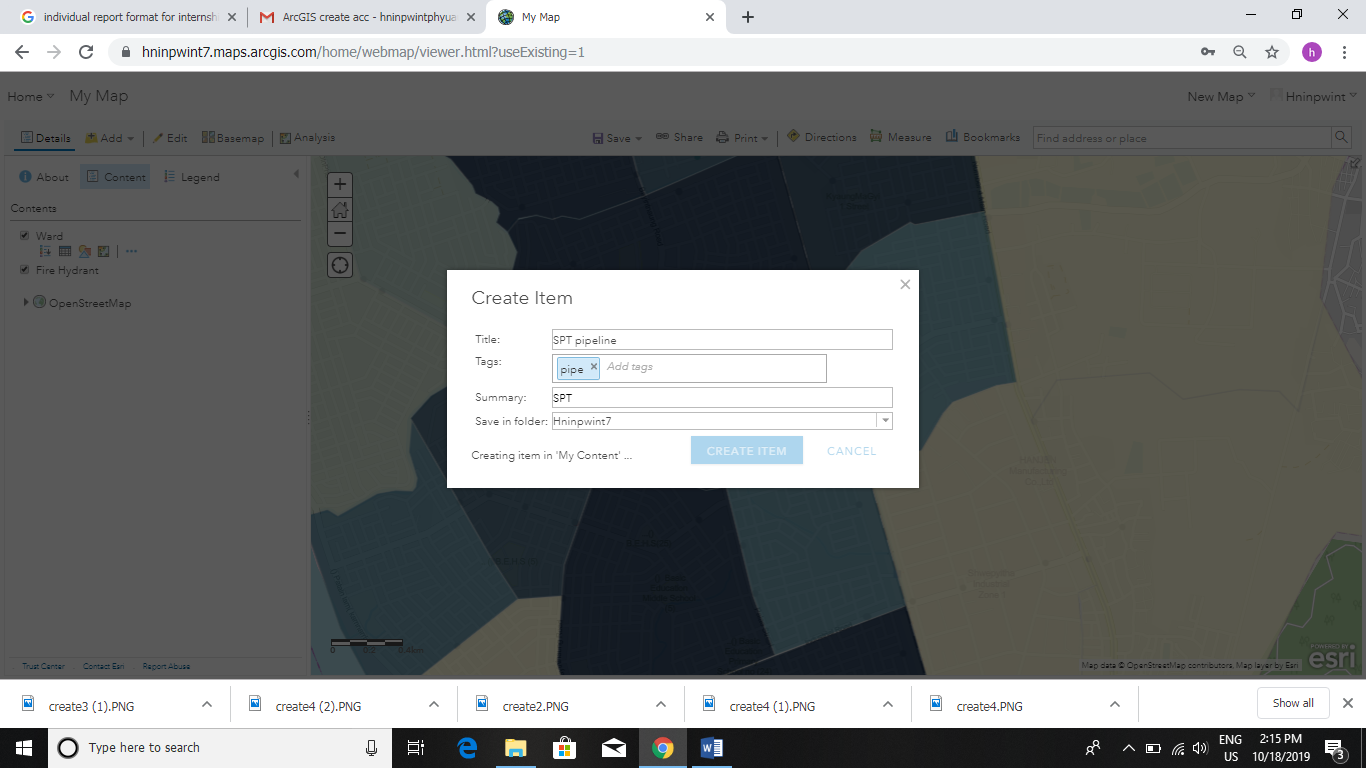 individual report format for internsh
ArcGIS create acc - hninpwintphyua
My Map
hninpwint7.maps.arcgis.com/home/webmap/viewer.html?useExisting=1
h
Home My Map New Map Hninpwint
Details Add Edit Basemap Analysis Save Share Print Directions Measure Bookmarks Find address or place
About Content Legend
Contents
Ward
Fire Hydrant
OpenStreetMap
Create Item
Title: SPT pipeline
Tags: pipe Add tags
Summary: SPT
Save in folder: Hninpwint7
Creating item in 'My Content' ... CREATE ITEM CANCEL
Trust Center Contact Esri Report Abuse
Map data © OpenStreetMap contributors, Map layer by Esri
POWERED BY
esri
create3 (1).PNG create4 (2).PNG create2.PNG create4 (1).PNG create4.PNG Show all
Type here to search
ENG
US
2:15 PM
10/18/2019
3